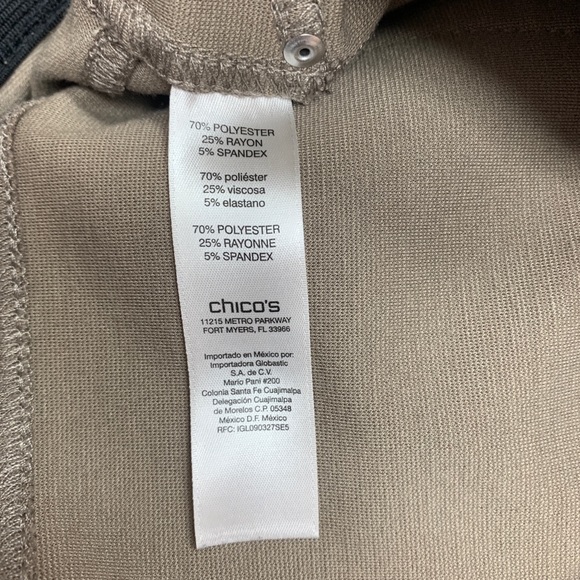 70% POLYESTER
25% RAYON
5% SPANDEX
70% poliéster
25% viscosa
5% elastano
70% POLYESTER
25% RAYONNE
5% SPANDEX
chico's
11215 METRO PARKWAY
FORT MYERS, FL 33966
Importado en México por:
Importadora Globastic
S.A. de C.V.
Mario Pani #200
Colonia Santa Fe Cuajimalpa
Delegación Cuajimalpa
de Morelos C.P. 05348
México D.F. México
RFC: IGL090327SE5